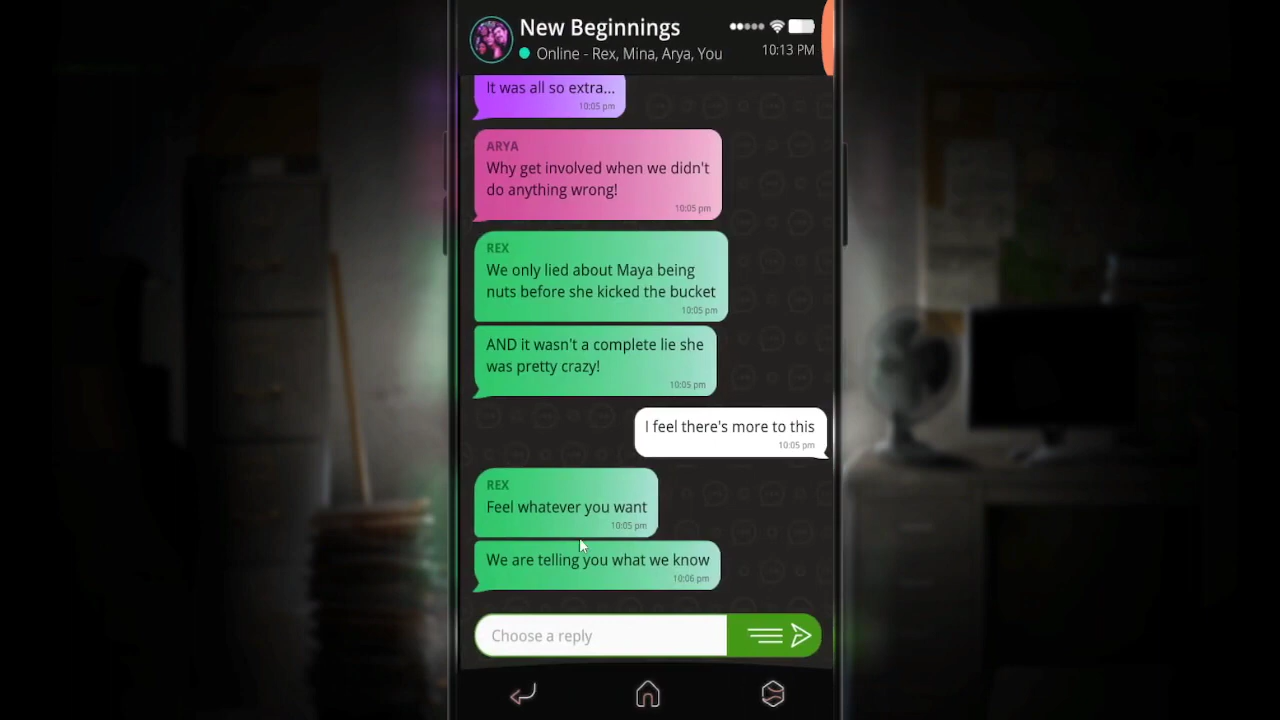 New Beginnings
Online - Rex, Mina, Arya, You
10:13 PM
It was all so extra...
10:05 pm
ARYA
Why get involved when we didn't
do anything wrong!
10:05 pm
REX
We only lied about Maya being
nuts before she kicked the bucket
10:05 pm
AND it wasn't a complete lie she
was pretty crazy!
10:05 pm
I feel there's more to this
10:05 pm
REX
Feel whatever you want
10:05 pm
We are telling you what we know
10:06 pm
Choose a reply